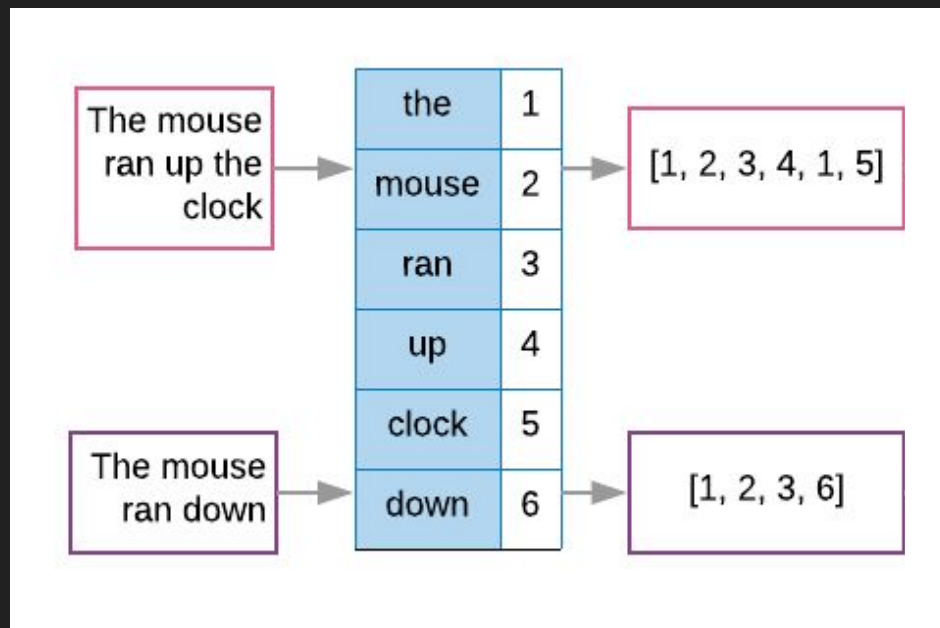 The mouse
ran up the
clock
the 1
mouse 2
ran 3
up 4
clock 5
down 6
[1, 2, 3, 4, 1, 5]
The mouse
ran down
[1, 2, 3, 6]